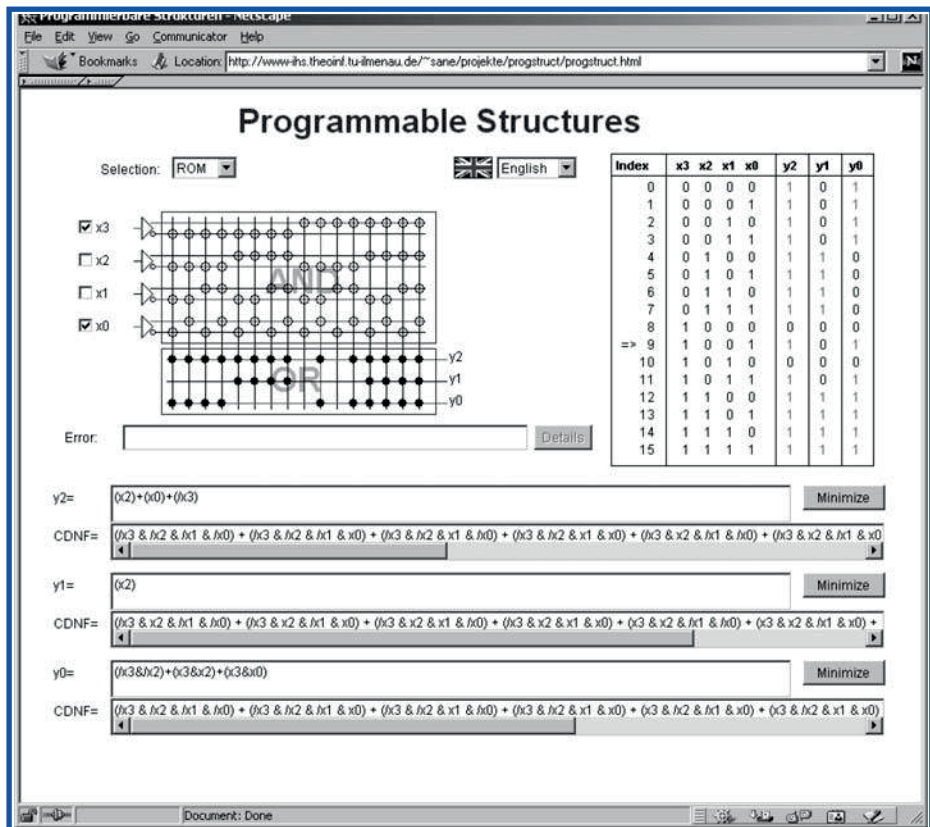 Programmierbare Strukturen - Netscape
File Edit View Go Communicator Help
Bookmarks Location: http://www-ihs.theoinf.tu-ilmenau.de/~sane/projekte/progstruct/progstruct.html N
Programmable Structures
Selection: ROM English
x3
x2
x1
x0
AND
OR
y2
y1
y0
Error: Details
Index x3 x2 x1 x0 y2 y1 y0
0 0 0 0 0 1 0 1
1 0 0 0 1 1 0 1
2 0 0 1 0 1 0 1
3 0 0 1 1 1 0 1
4 0 1 0 0 1 1 0
5 0 1 0 1 1 1 0
6 0 1 1 0 1 1 0
7 0 1 1 1 1 1 0
8 1 0 0 0 0 0 0
=> 9 1 0 0 1 1 0 1
10 1 0 1 0 0 0 0
11 1 0 1 1 1 0 1
12 1 1 0 0 1 1 1
13 1 1 0 1 1 1 1
14 1 1 1 0 1 1 1
15 1 1 1 1 1 1 1
y2= (x2)+(x0)+(/x3) Minimize
CDNF= (/x3 & /x2 & /x1 & /x0) + (/x3 & /x2 & /x1 & x0) + (/x3 & /x2 & x1 & /x0) + (/x3 & /x2 & x1 & x0) + (/x3 & x2 & /x1 & /x0) + (/x3 & x2 & /x1 & x0
y1= (x2) Minimize
CDNF= (/x3 & x2 & /x1 & /x0) + (/x3 & x2 & /x1 & x0) + (/x3 & x2 & x1 & /x0) + (/x3 & x2 & x1 & x0) + (x3 & x2 & /x1 & /x0) + (x3 & x2 & /x1 & x0) +
y0= (/x3&/x2)+(x3&x2)+(x3&x0) Minimize
CDNF= (/x3 & /x2 & /x1 & /x0) + (/x3 & /x2 & /x1 & x0) + (/x3 & /x2 & x1 & /x0) + (/x3 & /x2 & x1 & x0) + (x3 & /x2 & /x1 & x0) + (x3 & /x2 & x1 & x0)
Document: Done